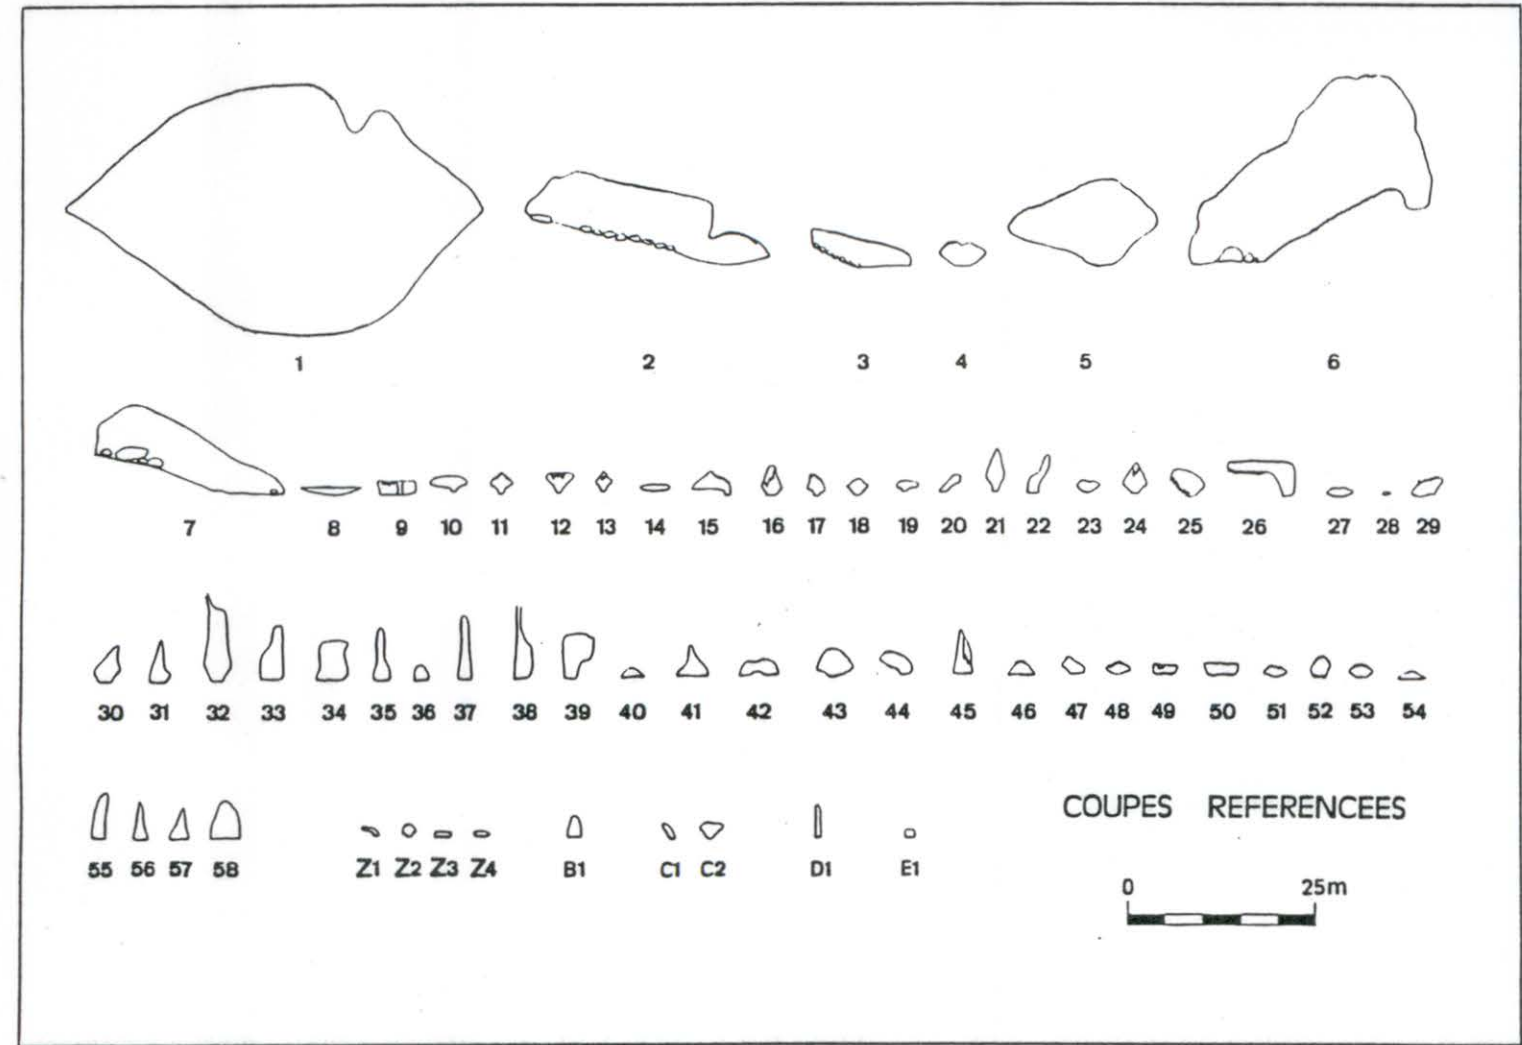 1 2 3 4 5 6
7 8 9 10 11 12 13 14 15 16 17 18 19 20 21 22 23 24 25 26 27 28 29
30 31 32 33 34 35 36 37 38 39 40 41 42 43 44 45 46 47 48 49 50 51 52 53 54
COUPES REFERENCEES
55 56 57 58 Z1 Z2 Z3 Z4 B1 C1 C2 D1 E1
0 25m